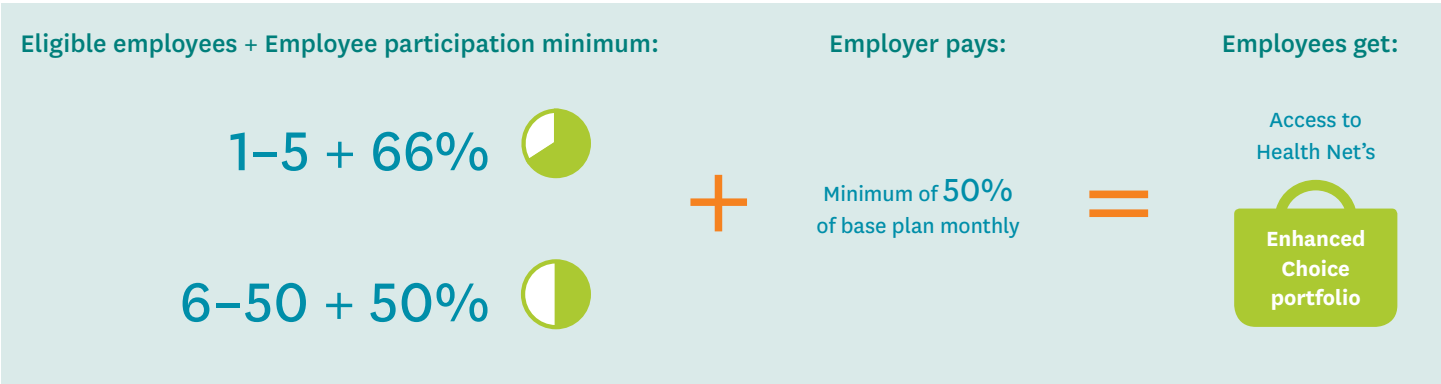 Eligible employees + Employee participation minimum:
1–5 + 66%
6–50 + 50%
+
Employer pays:
Minimum of 50%
of base plan monthly
=
Employees get:
Access to
Health Net’s
Enhanced
Choice
portfolio